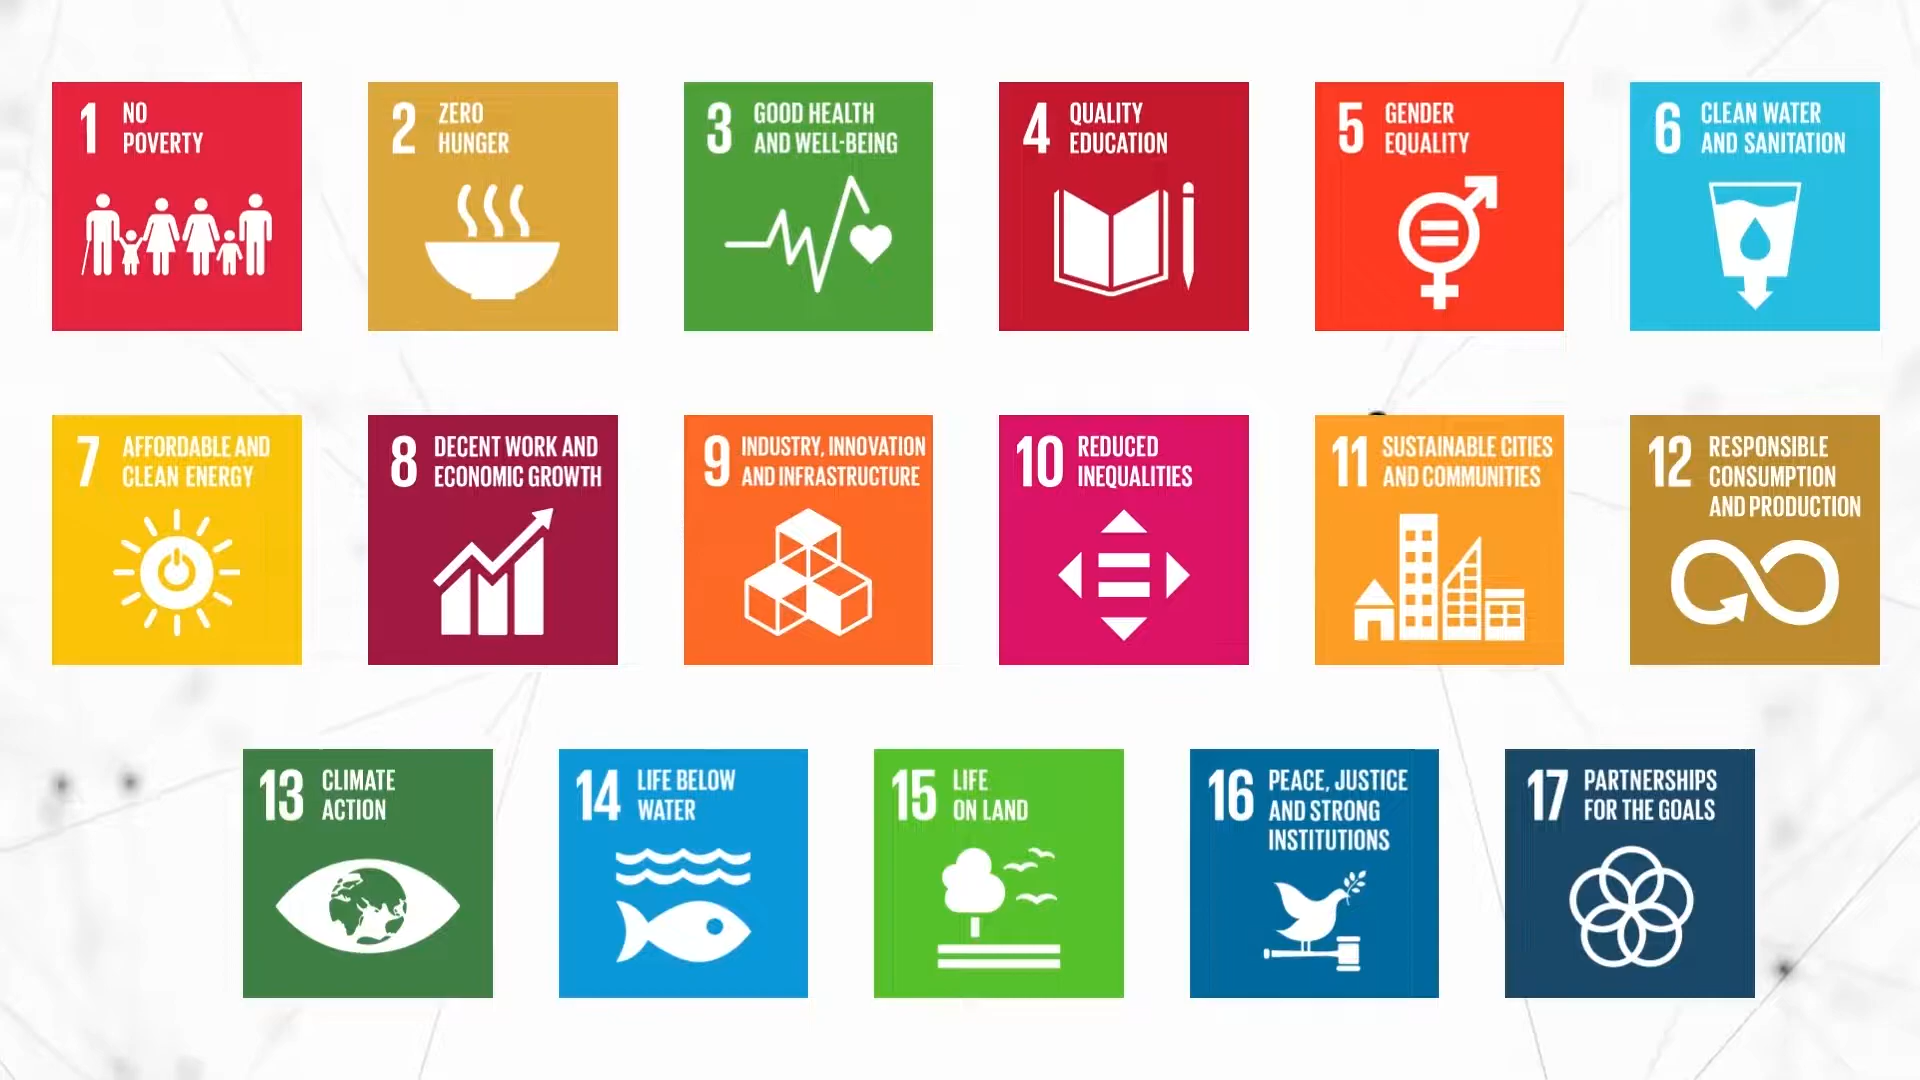 1 NO
POVERTY
2 ZERO
HUNGER
3 GOOD HEALTH
AND WELL-BEING
4 QUALITY
EDUCATION
5 GENDER
EQUALITY
6 CLEAN WATER
AND SANITATION
7 AFFORDABLE AND
CLEAN ENERGY
8 DECENT WORK AND
ECONOMIC GROWTH
9 INDUSTRY, INNOVATION
AND INFRASTRUCTURE
10 REDUCED
INEQUALITIES
11 SUSTAINABLE CITIES
AND COMMUNITIES
12 RESPONSIBLE
CONSUMPTION
AND PRODUCTION
13 CLIMATE
ACTION
14 LIFE BELOW
WATER
15 LIFE
ON LAND
16 PEACE, JUSTICE
AND STRONG
INSTITUTIONS
17 PARTNERSHIPS
FOR THE GOALS